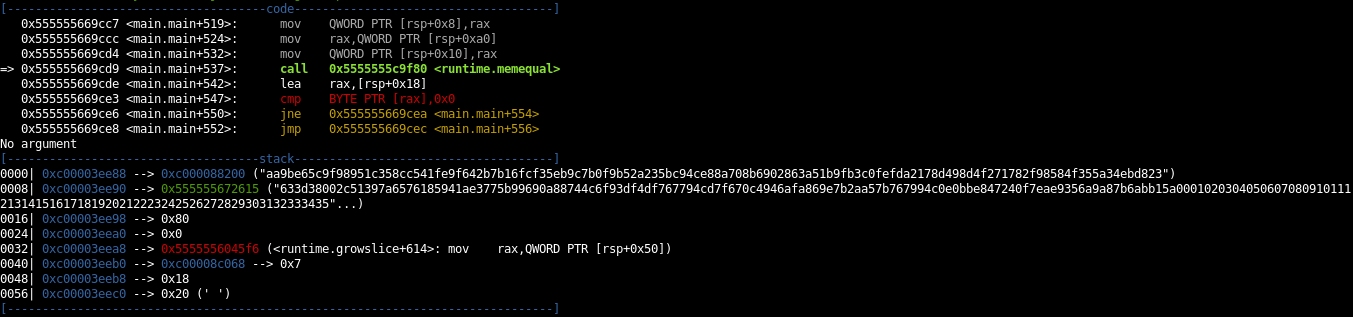 [-------------------------------------code-------------------------------------]
   0x555555669cc7 <main.main+519>:	mov    QWORD PTR [rsp+0x8],rax
   0x555555669ccc <main.main+524>:	mov    rax,QWORD PTR [rsp+0xa0]
   0x555555669cd4 <main.main+532>:	mov    QWORD PTR [rsp+0x10],rax
=> 0x555555669cd9 <main.main+537>:	call   0x5555555c9f80 <runtime.memequal>
   0x555555669cde <main.main+542>:	lea    rax,[rsp+0x18]
   0x555555669ce3 <main.main+547>:	cmp    BYTE PTR [rax],0x0
   0x555555669ce6 <main.main+550>:	jne    0x555555669cea <main.main+554>
   0x555555669ce8 <main.main+552>:	jmp    0x555555669cec <main.main+556>
No argument
[------------------------------------stack-------------------------------------]
0000| 0xc00003ee88 --> 0xc000088200 ("aa9be65c9f98951c358cc541fe9f642b7b16fcf35eb9c7b0f9b52a235bc94ce88a708b6902863a51b9fb3c0fefda2178d498d4f271782f98584f355a34ebd823")
0008| 0xc00003ee90 --> 0x555555672615 ("633d38002c51397a6576185941ae3775b99690a88744c6f93df4df767794cd7f670c4946afa869e7b2aa57b767994c0e0bbe847240f7eae9356a9a87b6abb15a0001020304050607080910111
2131415161718192021222324252627282930313233343 5"...)
0016| 0xc00003ee98 --> 0x80
0024| 0xc00003eea0 --> 0x0
0032| 0xc00003eea8 --> 0x5555556045f6 (<runtime.growslice+614>:	mov    rax,QWORD PTR [rsp+0x50])
0040| 0xc00003eeb0 --> 0xc00008c068 --> 0x7
0048| 0xc00003eeb8 --> 0x18
0056| 0xc00003eec0 --> 0x20 (' ')
[------------------------------------------------------------------------------]